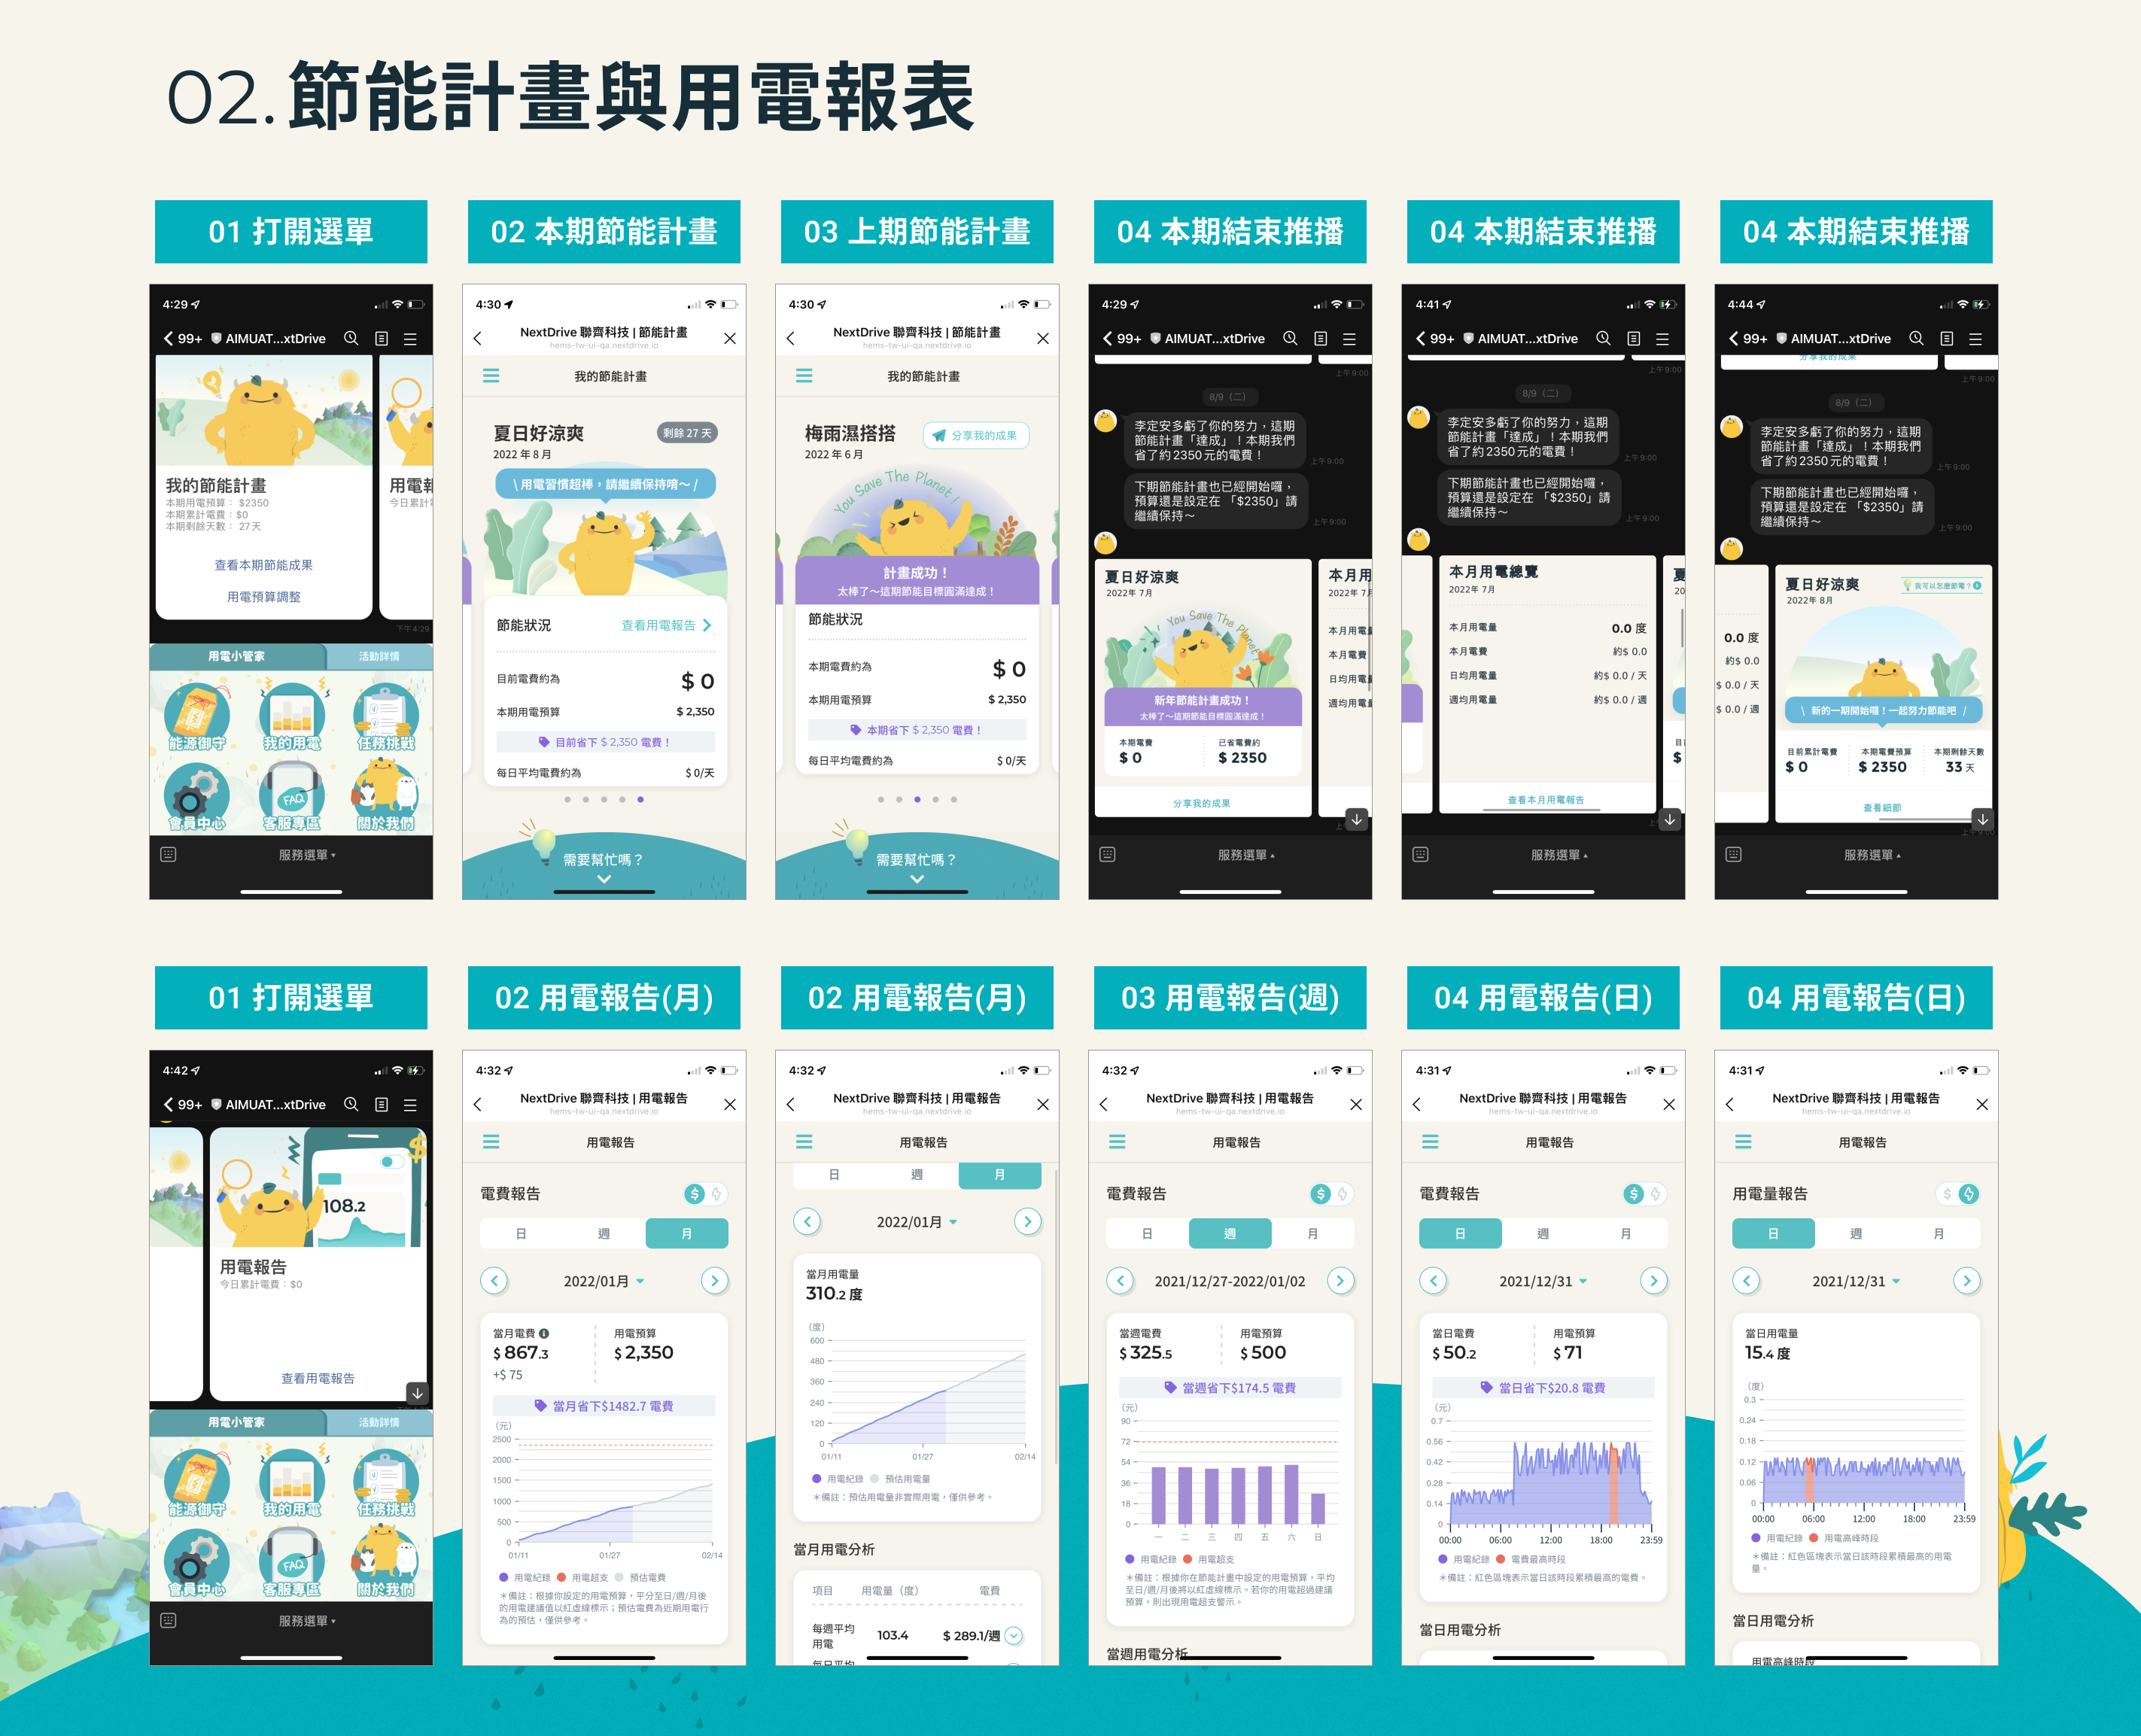 02. 節能計畫與用電報表
01 打開選單
4:29
99+ AIMUAT...xtDrive
我的節能計畫
本期用電預算： $2350
本期累計電費：$0
本期剩餘天數： 27天
查看本期節能成果
用電預算調整
用電報
今日累計
下午4:29
用電小管家
活動詳情
能源御守
我的用電
任務挑戰
會員中心
FAQ
客服專區
關於我們
服務選單
02 本期節能計畫
4:30
NextDrive 聯齊科技 | 節能計畫
hems-tw-ui-qa.nextdrive.io
我的節能計畫
夏日好涼爽
剩餘 27 天
2022 年 8 月
\ 用電習慣超棒，請繼續保持唷～ /
節能狀況
查看用電報告
目前電費約為
$ 0
本期用電預算
$ 2,350
目前省下 $ 2,350 電費！
每日平均電費約為
$ 0/天
需要幫忙嗎？
03 上期節能計畫
4:30
NextDrive 聯齊科技 | 節能計畫
hems-tw-ui-qa.nextdrive.io
我的節能計畫
梅雨濕搭搭
分享我的成果
2022 年 6 月
You Save The Planet !
計畫成功！
太棒了～這期節能目標圓滿達成！
節能狀況
本期電費約為
$ 0
本期用電預算
$ 2,350
本期省下 $ 2,350 電費！
每日平均電費約為
$ 0/天
需要幫忙嗎？
04 本期結束推播
4:29
99+ AIMUAT...xtDrive
上午9:00
8/9（二）
李定安多虧了你的努力，這期
節能計畫「達成」！本期我們
省了約 2350 元的電費！
上午9:00
下期節能計畫也已經開始囉，
預算還是設定在 「$2350」請
繼續保持～
上午9:00
夏日好涼爽
2022年 7月
You Save The Planet !
新年節能計畫成功！
太棒了～這期節能目標圓滿達成！
本期電費
$ 0
已省電費約
$ 2350
分享我的成果
本月用
2022年 7月
本月用電量
本月電費
日均用電量
週均用電量
服務選單
04 本期結束推播
4:41
99+ AIMUAT...xtDrive
上午9:00
8/9（二）
李定安多虧了你的努力，這期
節能計畫「達成」！本期我們
省了約 2350 元的電費！
上午9:00
下期節能計畫也已經開始囉，
預算還是設定在 「$2350」請
繼續保持～
上午9:00
本月用電總覽
2022年 7月
本月用電量
0.0 度
本月電費
約$ 0.0
日均用電量
約$ 0.0 / 天
週均用電量
約$ 0.0 / 週
查看本月用電報告
夏
20
目
$
服務選單
04 本期結束推播
4:44
99+ AIMUAT...xtDrive
分享我的成果
上午9:00
8/9（二）
李定安多虧了你的努力，這期
節能計畫「達成」！本期我們
省了約 2350 元的電費！
上午9:00
下期節能計畫也已經開始囉，
預算還是設定在 「$2350」請
繼續保持～
上午9:00
0.0 度
約$ 0.0
$ 0.0 / 天
$ 0.0 / 週
夏日好涼爽
我可以怎麼節電？
2022年 8月
\ 新的一期開始囉！一起努力節能吧 /
目前累計電費
$ 0
本期電費預算
$ 2350
本期剩餘天數
33 天
查看細節
上午9:00
服務選單
01 打開選單
4:42
99+ AIMUAT...xtDrive
108.2
$
用電報告
今日累計電費：$0
查看用電報告
用電小管家
活動詳情
能源御守
我的用電
任務挑戰
會員中心
FAQ
客服專區
關於我們
服務選單
02 用電報告(月)
4:32
NextDrive 聯齊科技 | 用電報告
hems-tw-ui-qa.nextdrive.io
用電報告
電費報告
$
日 週 月
2022/01月
當月電費
$ 867.3
+$ 75
用電預算
$ 2,350
當月省下$1482.7 電費
（元）
2500
2000
1500
1000
500
0
01/11 01/27 02/14
用電紀錄 用電超支 預估電費
＊備註：根據你設定的用電預算，平分至日/週/月後
的用電建議值以紅虛線標示；預估電費為近期用電行
為的預估，僅供參考。
02 用電報告(月)
4:32
NextDrive 聯齊科技 | 用電報告
hems-tw-ui-qa.nextdrive.io
用電報告
日 週 月
2022/01月
當月用電量
310.2 度
（度）
600
480
360
240
120
0
01/11 01/27 02/14
用電紀錄 預估用電量
＊備註：預估用電量非實際用電，僅供參考。
當月用電分析
項目 用電量（度） 電費
每週平均
用電
103.4
$ 289.1/週
每日平均
03 用電報告(週)
4:32
NextDrive 聯齊科技 | 用電報告
hems-tw-ui-qa.nextdrive.io
用電報告
電費報告
$
日 週 月
2021/12/27-2022/01/02
當週電費
$ 325.5
用電預算
$ 500
當週省下$174.5 電費
（元）
90
72
54
36
18
0
一 二 三 四 五 六 日
用電紀錄 用電超支
＊備註：根據你在節能計畫中設定的用電預算，平均
至日/週/月後將以紅虛線標示。若你的用電超過建議
預算，則出現用電超支警示。
當週用電分析
04 用電報告(日)
4:31
NextDrive 聯齊科技 | 用電報告
hems-tw-ui-qa.nextdrive.io
用電報告
電費報告
$
日 週 月
2021/12/31
當日電費
$ 50.2
用電預算
$ 71
當日省下$20.8 電費
（元）
0.7
0.56
0.42
0.28
0.14
0
00:00 06:00 12:00 18:00 23:59
用電紀錄 電費最高時段
＊備註：紅色區塊表示當日該時段累積最高的電費。
當日用電分析
04 用電報告(日)
4:31
NextDrive 聯齊科技 | 用電報告
hems-tw-ui-qa.nextdrive.io
用電報告
用電量報告
$
日 週 月
2021/12/31
當日用電量
15.4 度
（度）
0.3
0.24
0.18
0.12
0.06
0
00:00 06:00 12:00 18:00 23:59
用電紀錄 用電高峰時段
＊備註：紅色區塊表示當日該時段累積最高的用電
量。
當日用電分析
用電高峰時段